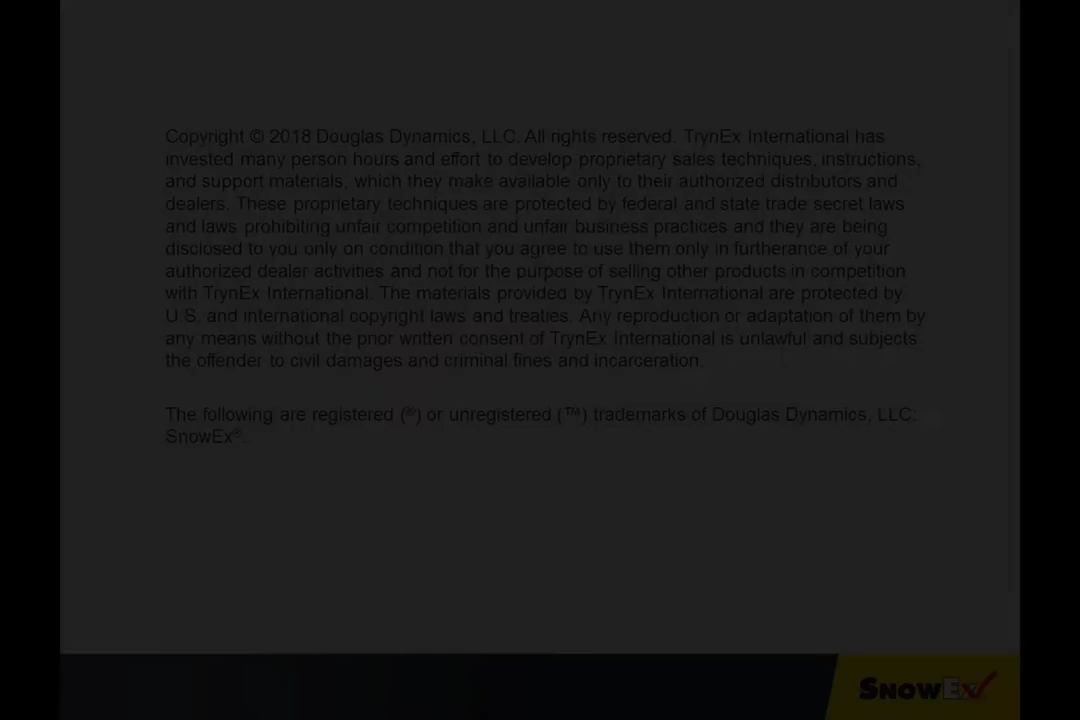 Copyright © 2018 Douglas Dynamics, LLC. All rights reserved. TrynEx International has
invested many person hours and effort to develop proprietary sales techniques, instructions,
and support materials, which they make available only to their authorized distributors and
dealers. These proprietary techniques are protected by federal and state trade secret laws
and laws prohibiting unfair competition and unfair business practices and they are being
disclosed to you only on condition that you agree to use them only in furtherance of your
authorized dealer activities and not for the purpose of selling other products in competition
with TrynEx International. The materials provided by TrynEx International are protected by
U.S. and international copyright laws and treaties. Any reproduction or adaptation of them by
any means without the prior written consent of TrynEx International is unlawful and subjects
the offender to civil damages and criminal fines and incarceration.
The following are registered (®) or unregistered (™) trademarks of Douglas Dynamics, LLC:
SnowEx®.
SNOWEX